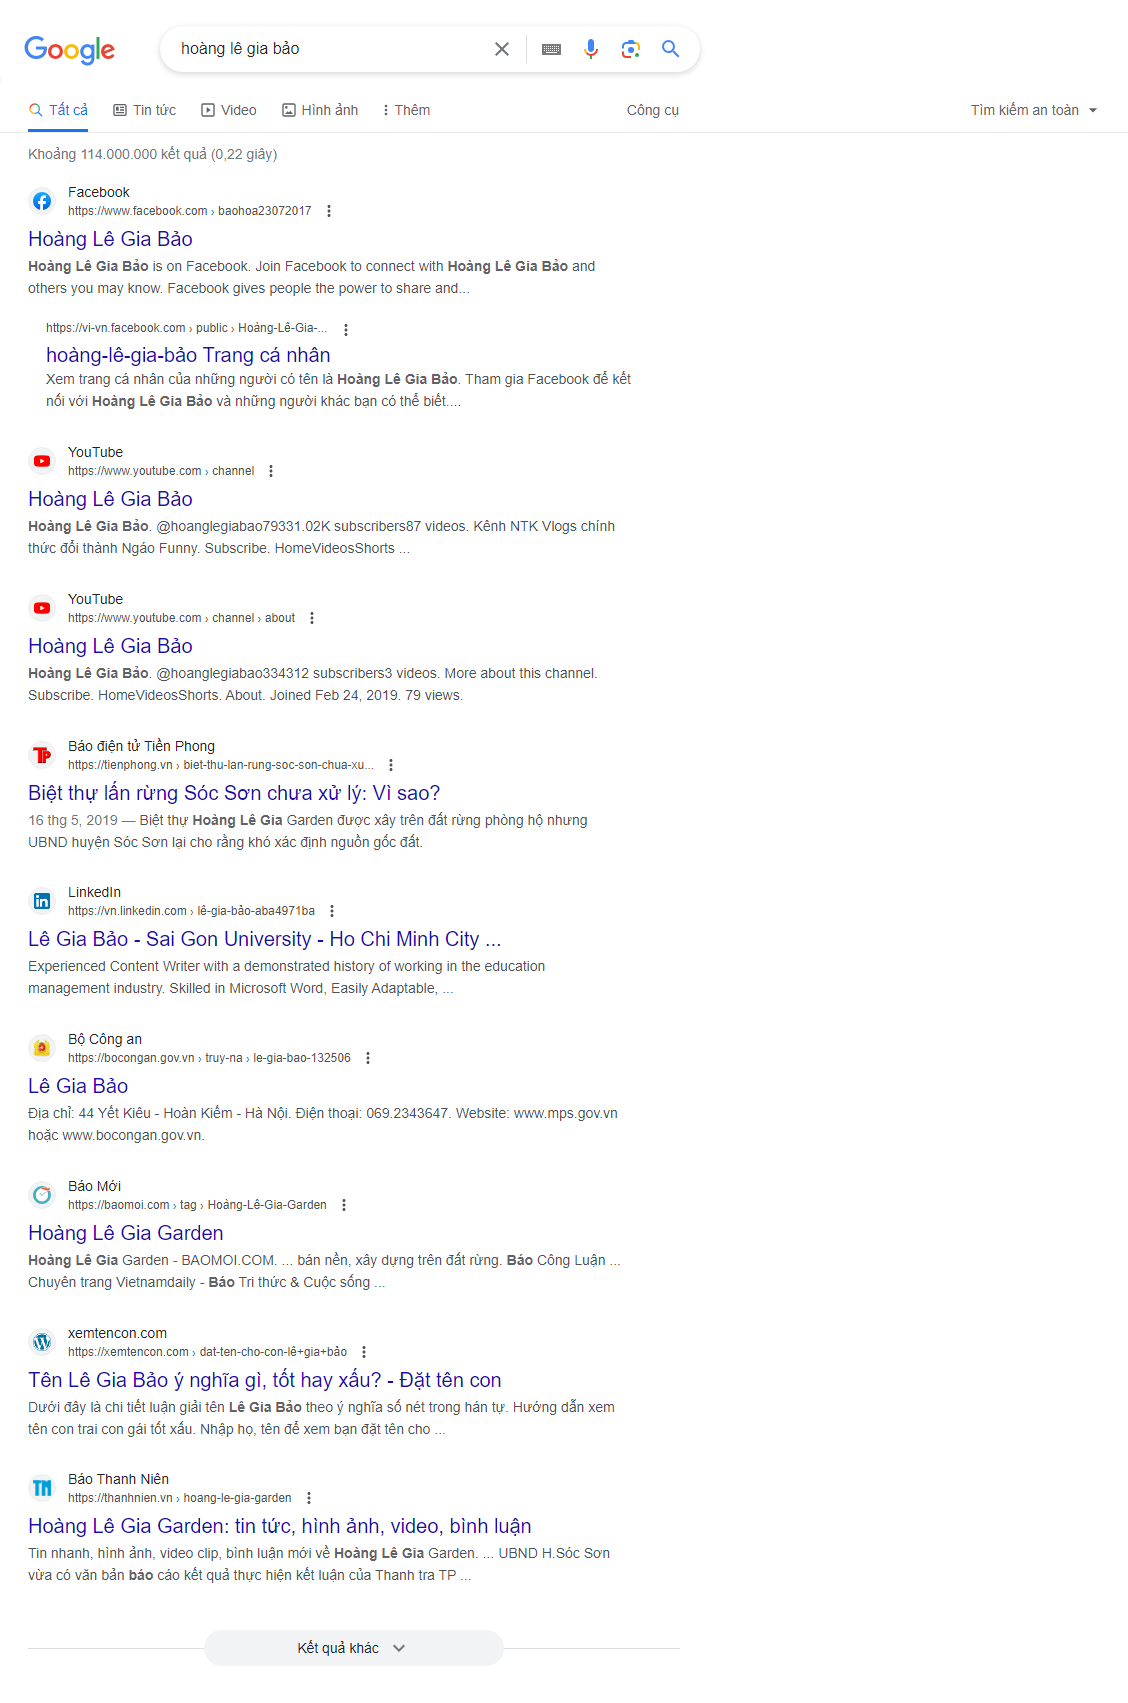 Google
hoàng lê gia bảo
Tất cả Tin tức Video Hình ảnh Thêm Công cụ Tìm kiếm an toàn
Khoảng 114.000.000 kết quả (0,22 giây)
Facebook
https://www.facebook.com › baohoa23072017
Hoàng Lê Gia Bảo
Hoàng Lê Gia Bảo is on Facebook. Join Facebook to connect with Hoàng Lê Gia Bảo and
others you may know. Facebook gives people the power to share and...
https://vi-vn.facebook.com › public › Hoàng-Lê-Gia-...
hoàng-lê-gia-bảo Trang cá nhân
Xem trang cá nhân của những người có tên là Hoàng Lê Gia Bảo. Tham gia Facebook để kết
nối với Hoàng Lê Gia Bảo và những người khác bạn có thể biết....
YouTube
https://www.youtube.com › channel
Hoàng Lê Gia Bảo
Hoàng Lê Gia Bảo. @hoanglegiabao79331.02K subscribers87 videos. Kênh NTK Vlogs chính
thức đổi thành Ngáo Funny. Subscribe. HomeVideosShorts ...
YouTube
https://www.youtube.com › channel › about
Hoàng Lê Gia Bảo
Hoàng Lê Gia Bảo. @hoanglegiabao334312 subscribers3 videos. More about this channel.
Subscribe. HomeVideosShorts. About. Joined Feb 24, 2019. 79 views.
TP
Báo điện tử Tiền Phong
https://tienphong.vn › biet-thu-lan-rung-soc-son-chua-xu...
Biệt thự lấn rừng Sóc Sơn chưa xử lý: Vì sao?
16 thg 5, 2019 — Biệt thự Hoàng Lê Gia Garden được xây trên đất rừng phòng hộ nhưng
UBND huyện Sóc Sơn lại cho rằng khó xác định nguồn gốc đất.
in
LinkedIn
https://vn.linkedin.com › lê-gia-bảo-aba4971ba
Lê Gia Bảo - Sai Gon University - Ho Chi Minh City ...
Experienced Content Writer with a demonstrated history of working in the education
management industry. Skilled in Microsoft Word, Easily Adaptable, ...
Bộ Công an
https://bocongan.gov.vn › truy-na › le-gia-bao-132506
Lê Gia Bảo
Địa chỉ: 44 Yết Kiêu - Hoàn Kiếm - Hà Nội. Điện thoại: 069.2343647. Website: www.mps.gov.vn
hoặc www.bocongan.gov.vn.
Báo Mới
https://baomoi.com › tag › Hoàng-Lê-Gia-Garden
Hoàng Lê Gia Garden
Hoàng Lê Gia Garden - BAOMOI.COM. ... bán nền, xây dựng trên đất rừng. Báo Công Luận ...
Chuyên trang Vietnamdaily - Báo Tri thức & Cuộc sống ...
xemtencon.com
https://xemtencon.com › dat-ten-cho-con-lê+gia+bảo
Tên Lê Gia Bảo ý nghĩa gì, tốt hay xấu? - Đặt tên con
Dưới đây là chi tiết luận giải tên Lê Gia Bảo theo ý nghĩa số nét trong hán tự. Hướng dẫn xem
tên con trai con gái tốt xấu. Nhập họ, tên để xem bạn đặt tên cho ...
Báo Thanh Niên
https://thanhnien.vn › hoang-le-gia-garden
Hoàng Lê Gia Garden: tin tức, hình ảnh, video, bình luận
Tin nhanh, hình ảnh, video clip, bình luận mới về Hoàng Lê Gia Garden. ... UBND H.Sóc Sơn
vừa có văn bản báo cáo kết quả thực hiện kết luận của Thanh tra TP ...
Kết quả khác